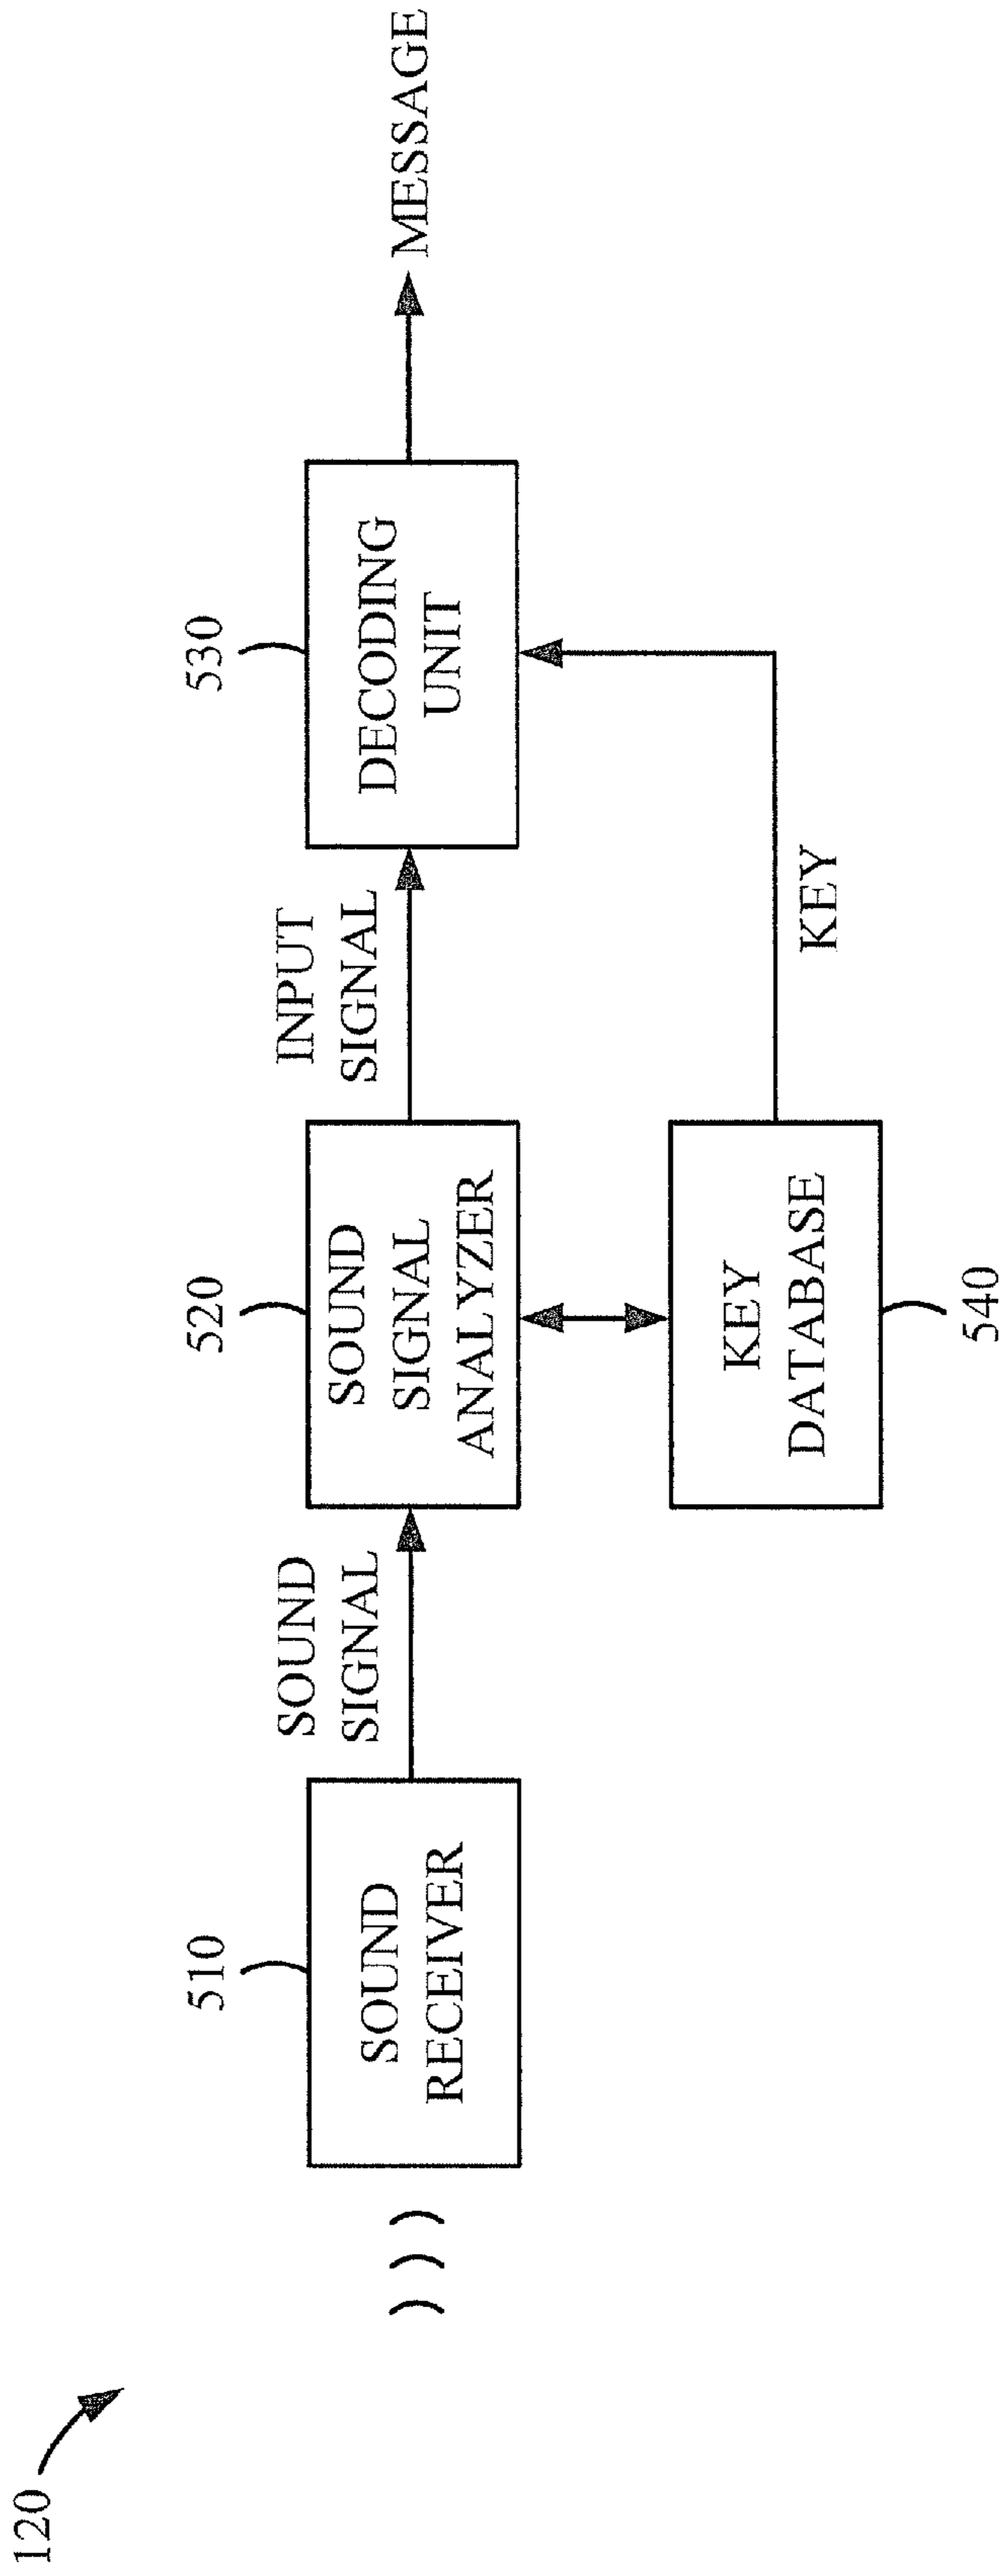 120
510
SOUND
RECEIVER
SOUND
SIGNAL
520
SOUND
SIGNAL
ANALYZER
INPUT
SIGNAL
530
DECODING
UNIT
MESSAGE
KEY
DATABASE
540
KEY